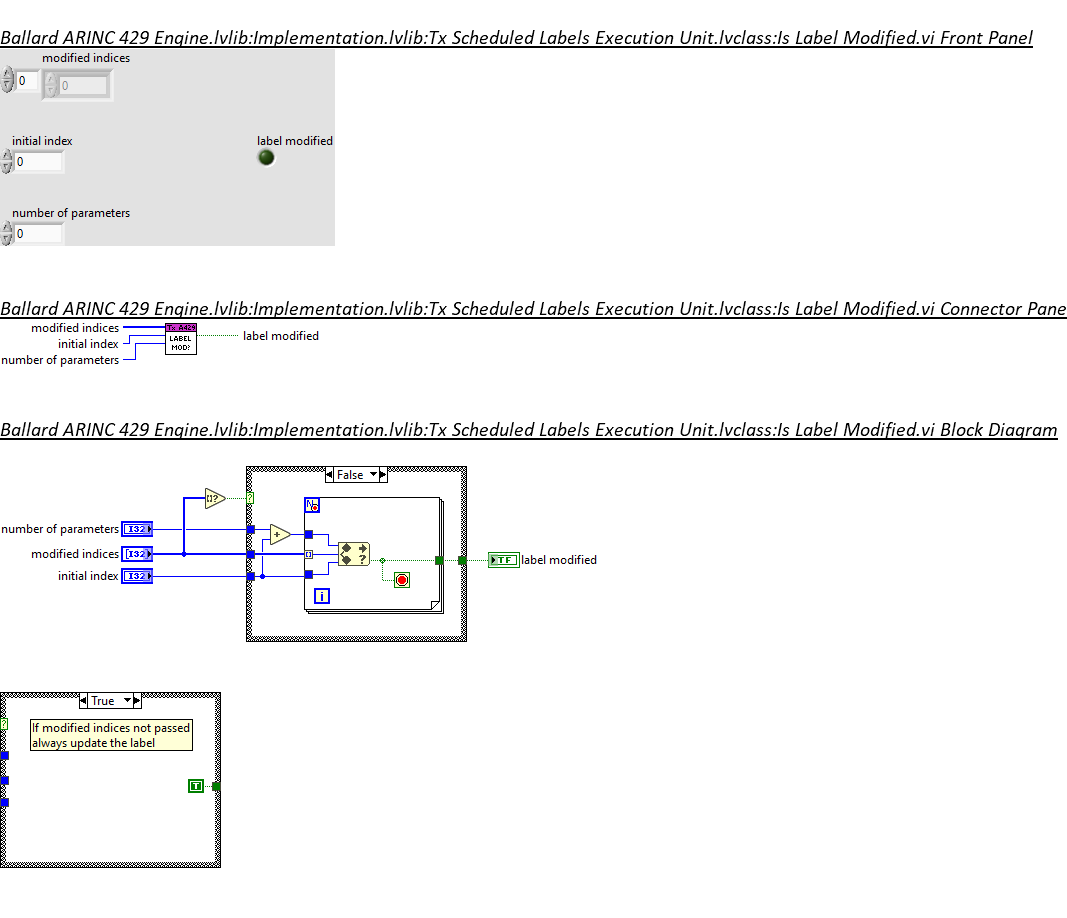 Ballard ARINC 429 Engine.lvlib:Implementation.lvlib:Tx Scheduled Labels Execution Unit.lvclass:Is Label Modified.vi Front Panel
modified indices
0
0
initial index
label modified
0
number of parameters
0
Ballard ARINC 429 Engine.lvlib:Implementation.lvlib:Tx Scheduled Labels Execution Unit.lvclass:Is Label Modified.vi Connector Pane
modified indices
Tx A429
initial index
LABEL
MOD?
label modified
number of parameters
Ballard ARINC 429 Engine.lvlib:Implementation.lvlib:Tx Scheduled Labels Execution Unit.lvclass:Is Label Modified.vi Block Diagram
False
[]?
?
N
number of parameters
I32
+
modified indices
I32
[]
?
TF
label modified
initial index
I32
i
True
?
If modified indices not passed
always update the label
T